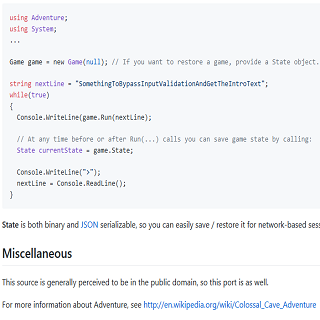 using Adventure;
using System;
...
Game game = new Game(null); // If you want to restore a game, provide a State object.
string nextLine = "SomethingToBypassInputValidationAndGetTheIntroText";
while(true)
{
Console.WriteLine(game.Run(nextLine);
// At any time before or after Run(...) calls you can save game state by calling:
State currentState = game.State;
Console.WriteLine(">");
nextLine = Console.ReadLine();
}
State is both binary and JSON serializable, so you can easily save / restore it for network-based
Miscellaneous
This source is generally perceived to be in the public domain, so this port is as well.
For more information about Adventure, see http://en.wikipedia.org/wiki/Colossal_Cave_Adventure